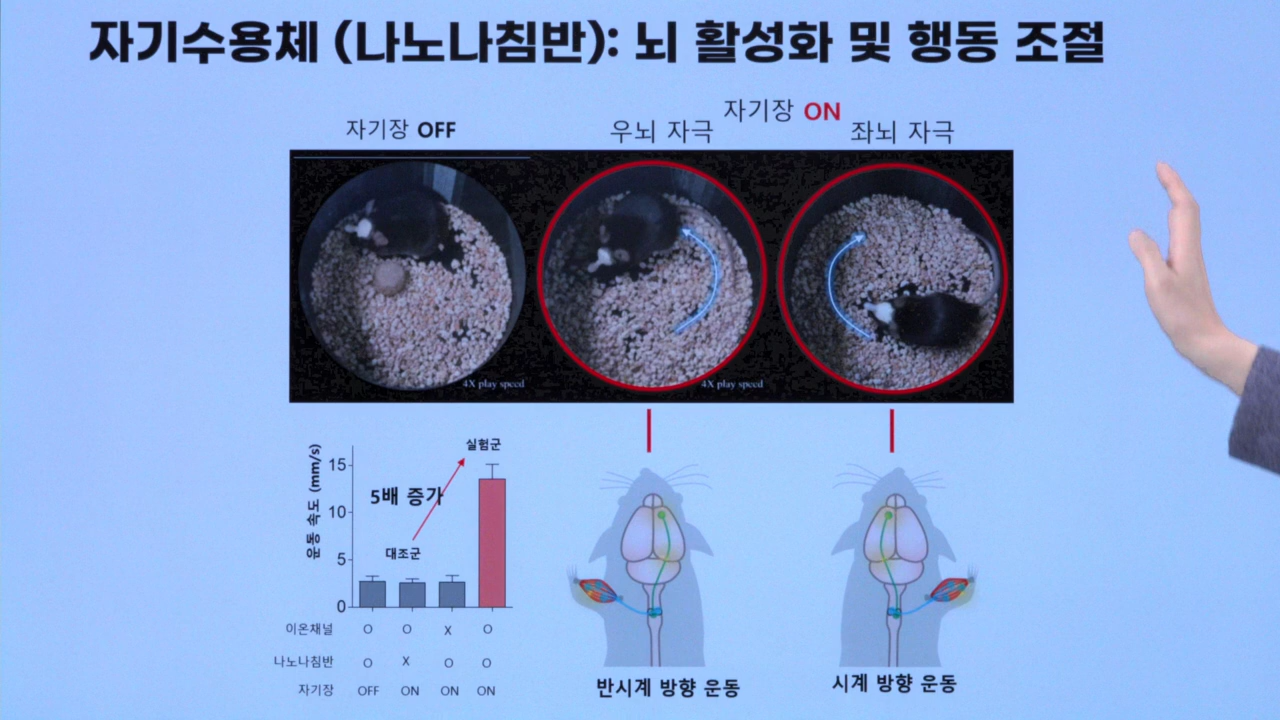 자기수용체 (나노나침반): 뇌 활성화 및 행동 조절
자기장 OFF
자기장 ON
우뇌 자극
좌뇌 자극
4X play speed
4X play speed
운동 속도 (mm/s)
15
10
5
0
5배 증가
실험군
대조군
이온채널 O O X O
나노나침반 O X O O
자기장 OFF ON ON ON
반시계 방향 운동
시계 방향 운동